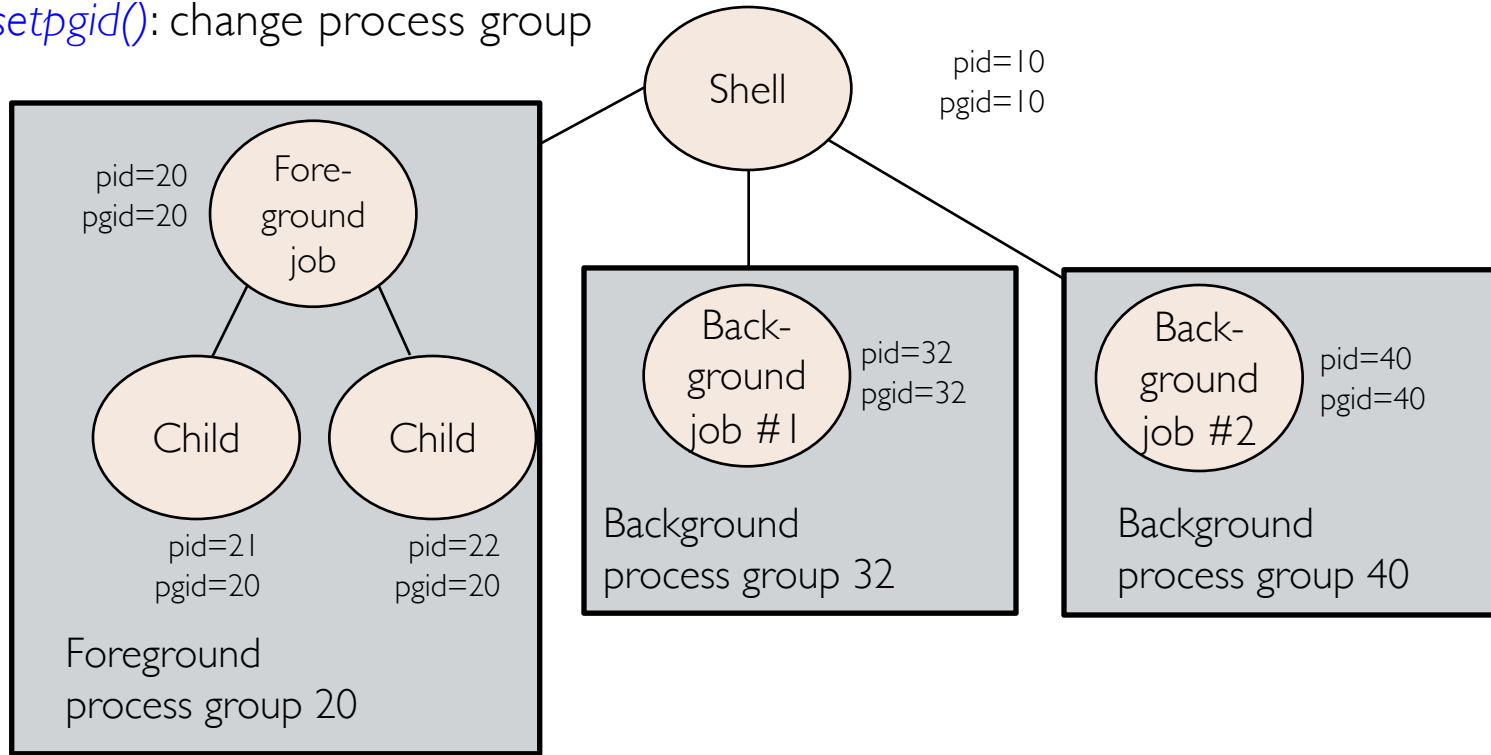 setpgid(): change process group
Shell
pid=10
pgid=10
pid=20
pgid=20
Fore-
ground
job
Child
Child
pid=21
pgid=20
pid=22
pgid=20
Foreground
process group 20
Back-
ground
job #1
pid=32
pgid=32
Background
process group 32
Back-
ground
job #2
pid=40
pgid=40
Background
process group 40